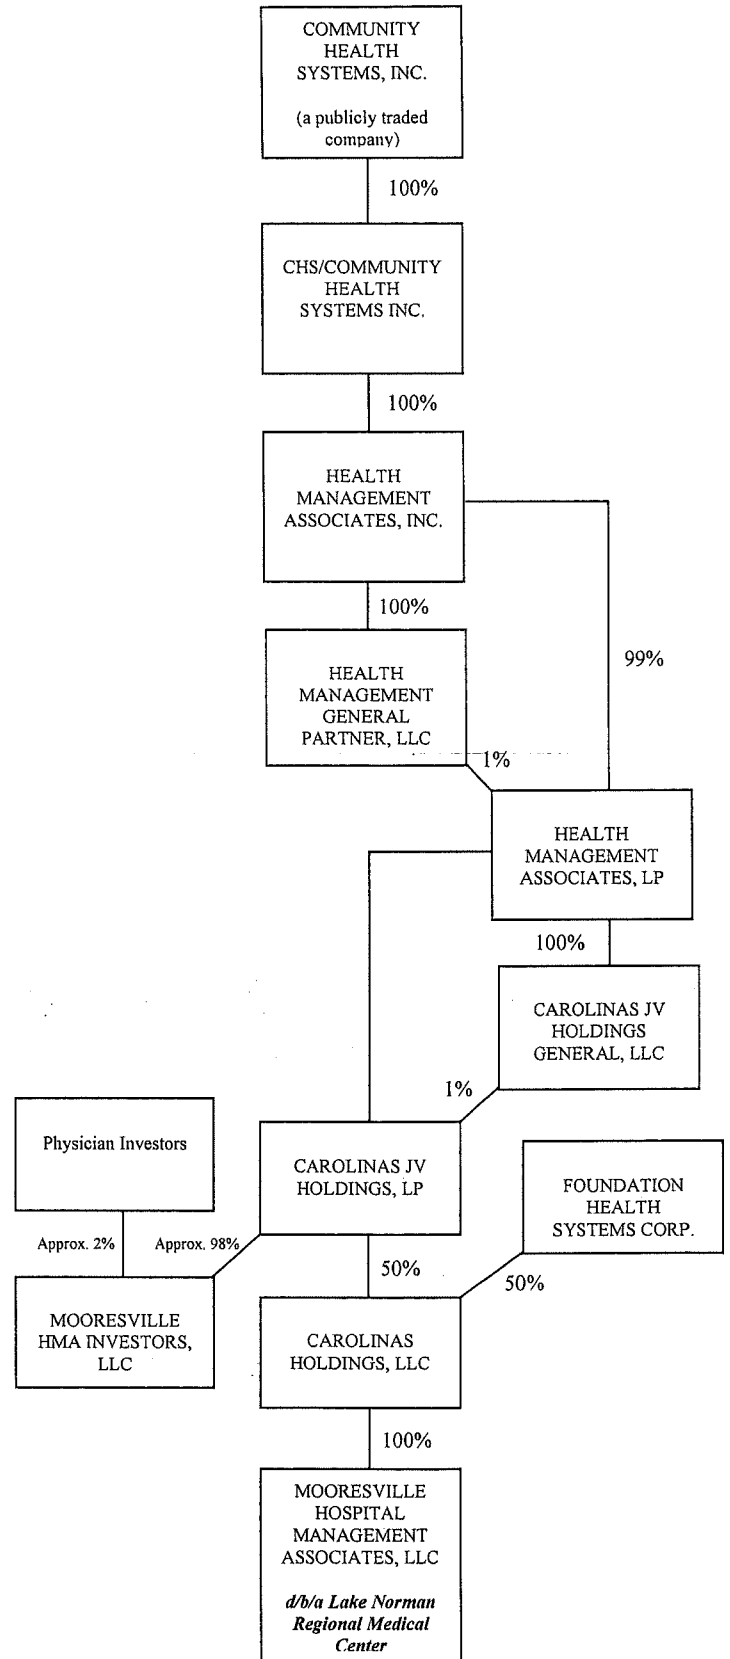 COMMUNITY
HEALTH
SYSTEMS, INC.
(a publicly traded
company)
100%
CHS/COMMUNITY
HEALTH
SYSTEMS INC.
100%
HEALTH
MANAGEMENT
ASSOCIATES, INC.
100%
99%
HEALTH
MANAGEMENT
GENERAL
PARTNER, LLC
1%
HEALTH
MANAGEMENT
ASSOCIATES, LP
100%
CAROLINAS JV
HOLDINGS
GENERAL, LLC
1%
Physician Investors
CAROLINAS JV
HOLDINGS, LP
FOUNDATION
HEALTH
SYSTEMS CORP.
Approx. 2%
Approx. 98%
50%
50%
MOORESVILLE
HMA INVESTORS,
LLC
CAROLINAS
HOLDINGS, LLC
100%
MOORESVILLE
HOSPITAL
MANAGEMENT
ASSOCIATES, LLC
d/b/a Lake Norman
Regional Medical
Center